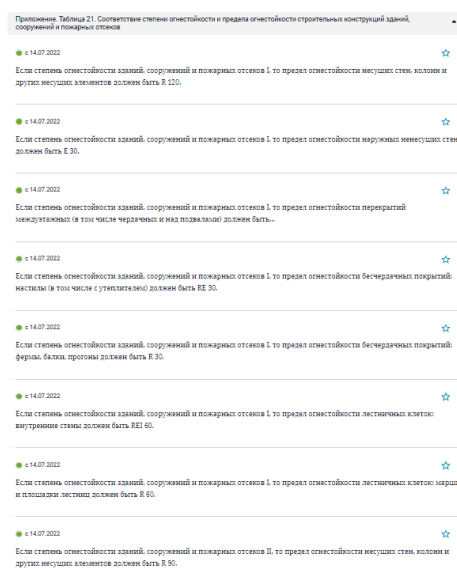 Приложение. Таблица 21. Соответствие степени огнестойкости и предела огнестойкости строительных конструкций зданий,
сооружений и пожарных отсеков
с 14.07.2022
Если степень огнестойкости зданий, сооружений и пожарных отсеков I, то предел огнестойкости несущих стен, колонн и
других несущих элементов должен быть R 120.
с 14.07.2022
Если степень огнестойкости зданий, сооружений и пожарных отсеков I, то предел огнестойкости наружных ненесущих стен
должен быть E 30.
с 14.07.2022
Если степень огнестойкости зданий, сооружений и пожарных отсеков I, то предел огнестойкости перекрытий
междуэтажных (в том числе чердачных и над подвалами) должен быть...
с 14.07.2022
Если степень огнестойкости зданий, сооружений и пожарных отсеков I, то предел огнестойкости бесчердачных покрытий:
настилы (в том числе с утеплителем) должен быть RE 30.
с 14.07.2022
Если степень огнестойкости зданий, сооружений и пожарных отсеков I, то предел огнестойкости бесчердачных покрытий:
фермы, балки, прогоны должен быть R 30.
с 14.07.2022
Если степень огнестойкости зданий, сооружений и пожарных отсеков I, то предел огнестойкости лестничных клеток:
внутренние стены должен быть REI 60.
с 14.07.2022
Если степень огнестойкости зданий, сооружений и пожарных отсеков I, то предел огнестойкости лестничных клеток: марши
и площадки лестниц должен быть R 60.
с 14.07.2022
Если степень огнестойкости зданий, сооружений и пожарных отсеков II, то предел огнестойкости несущих стен, колонн и
других несущих элементов должен быть R 90.